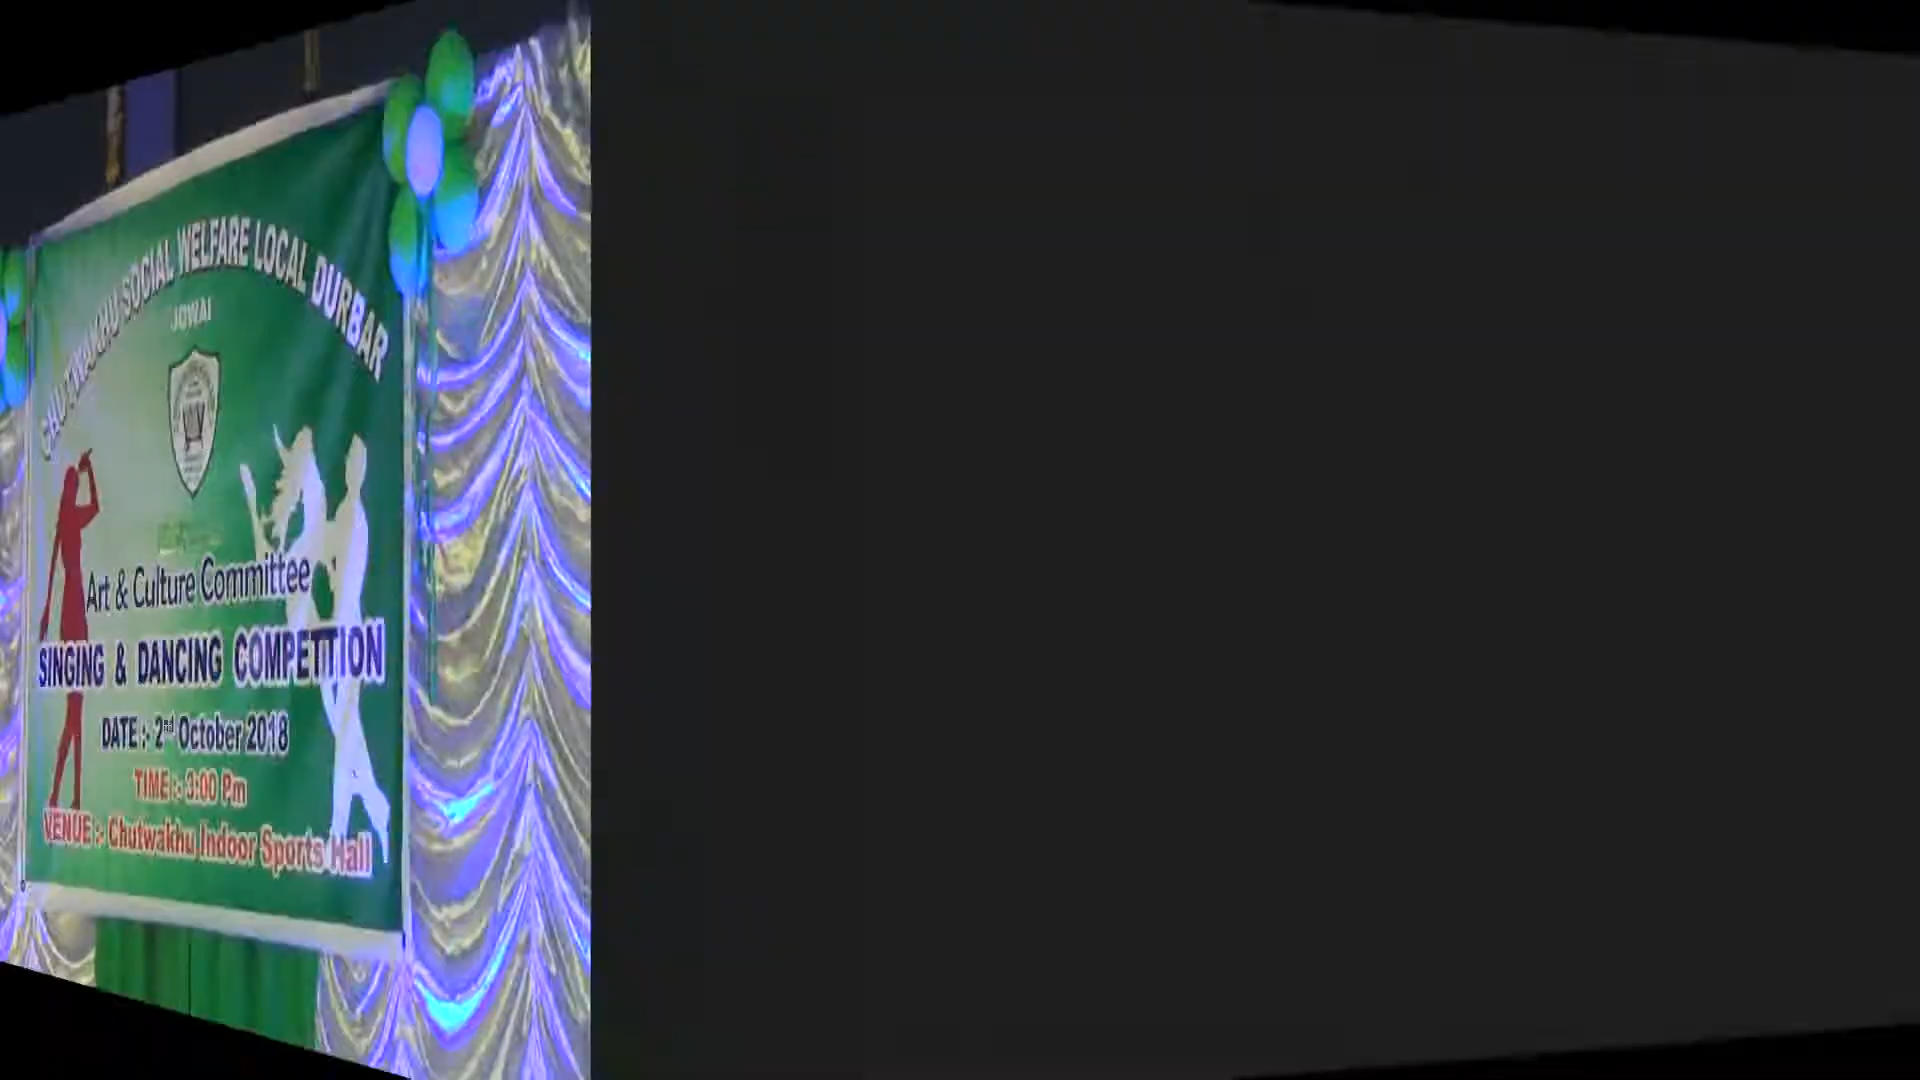 CHUTWAKHU SOCIAL WELFARE LOCAL DURBAR
JOWAI
Art & Culture Committee
SINGING & DANCING COMPETTION
DATE :- 2nd October 2018
TIME :- 3:00 Pm
VENUE :- Chutwakhu Indoor Sports Hall